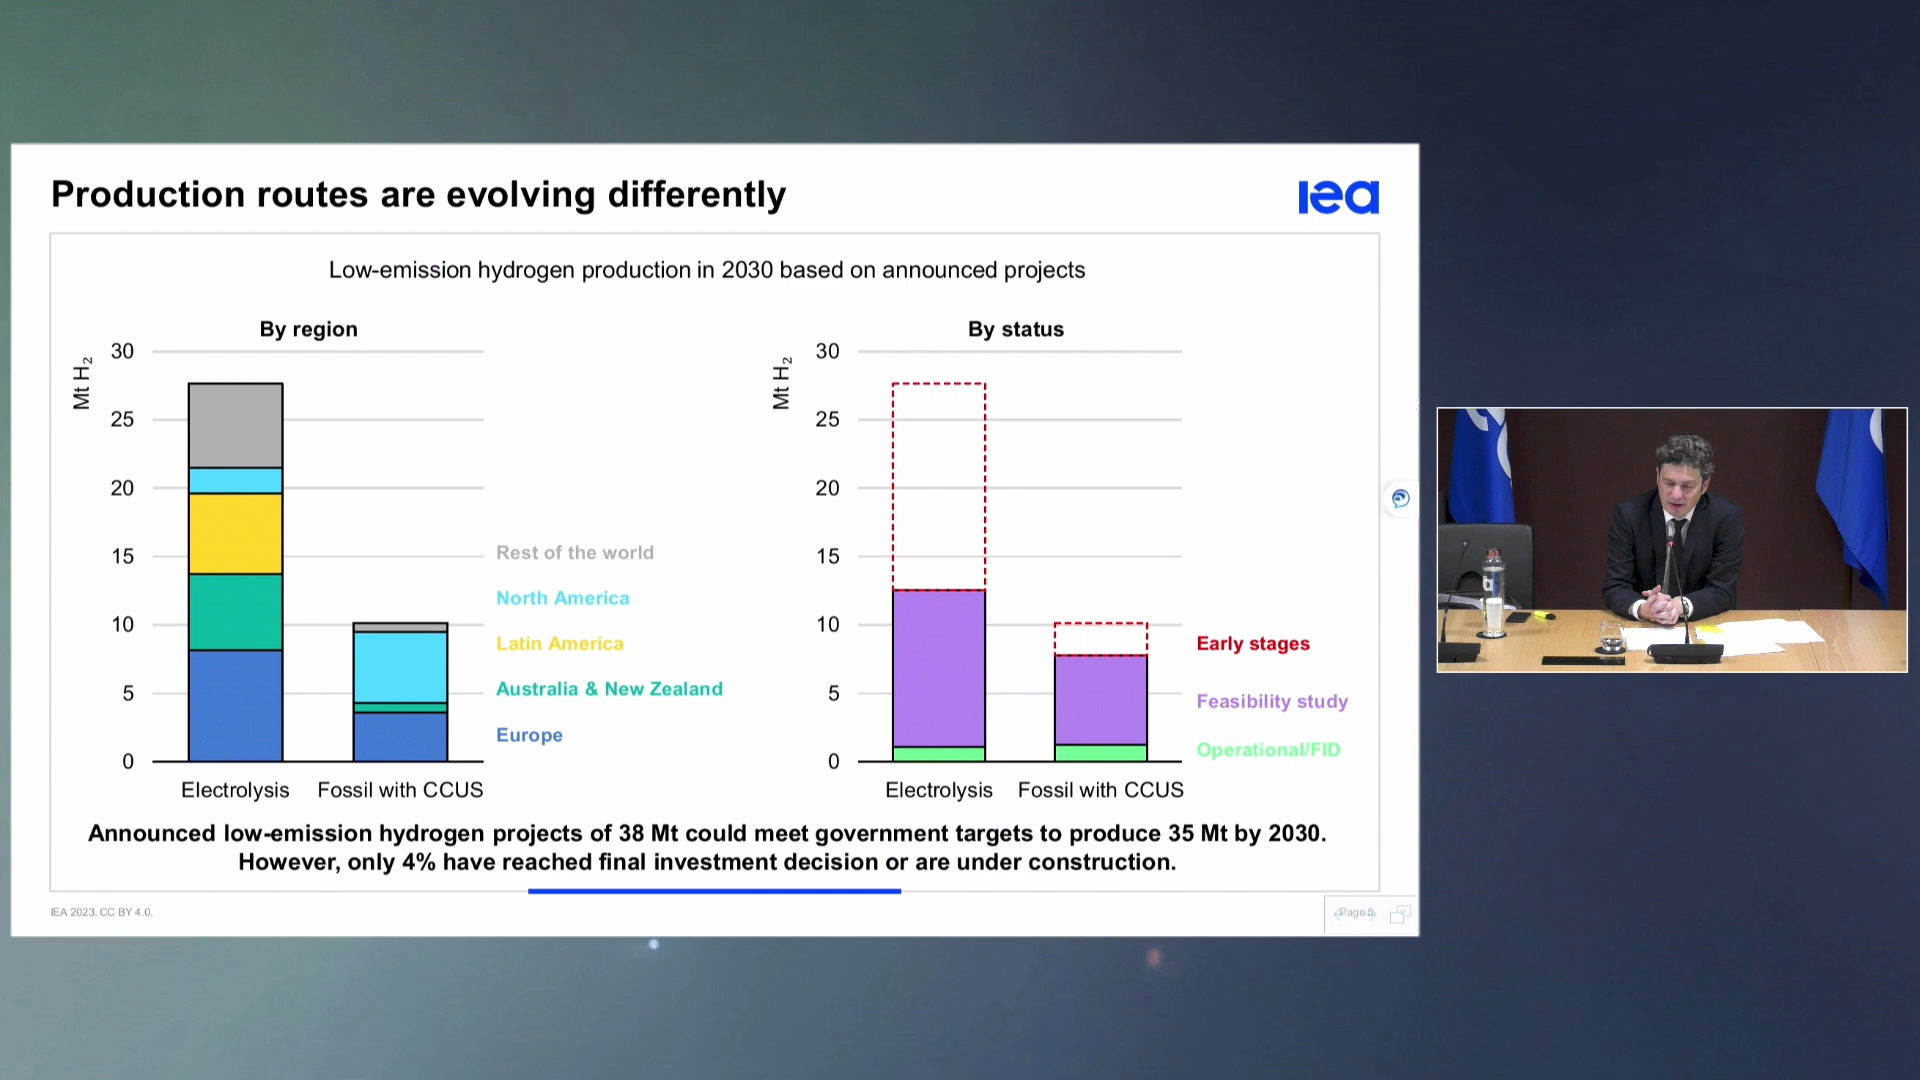 Production routes are evolving differently
iea
Low-emission hydrogen production in 2030 based on announced projects
By region
Mt H₂
30
25
20
15
10
5
0
Electrolysis
Fossil with CCUS
Rest of the world
North America
Latin America
Australia & New Zealand
Europe
By status
Mt H₂
30
25
20
15
10
5
0
Electrolysis
Fossil with CCUS
Early stages
Feasibility study
Operational/FID
Announced low-emission hydrogen projects of 38 Mt could meet government targets to produce 35 Mt by 2030.
However, only 4% have reached final investment decision or are under construction.
IEA 2023. CC BY 4.0.
Page 5